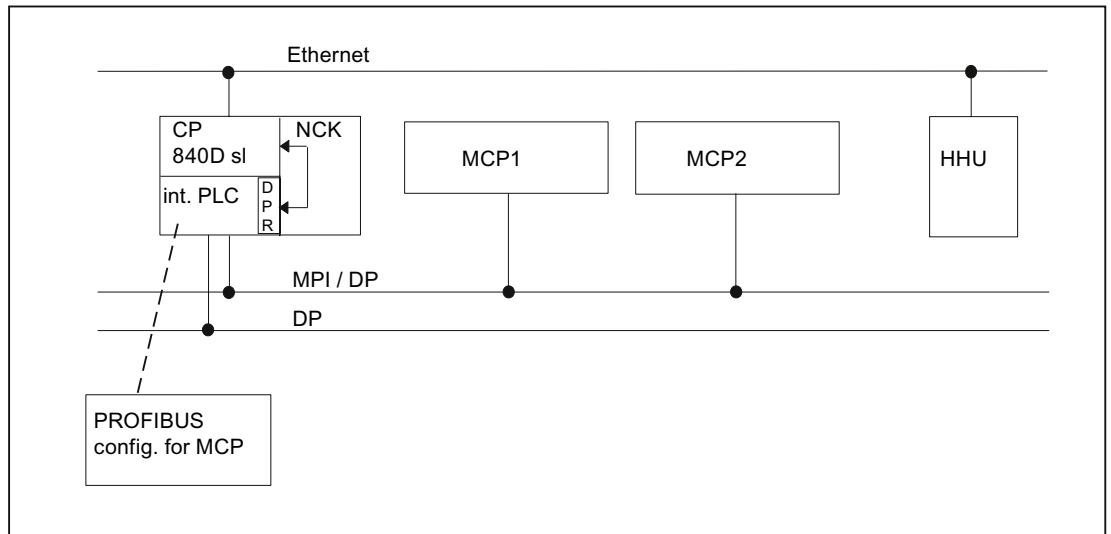 Ethernet
CP
840D sl
NCK
int. PLC
D
P
R
MCP1
MCP2
HHU
MPI / DP
DP
PROFIBUS
config. for MCP